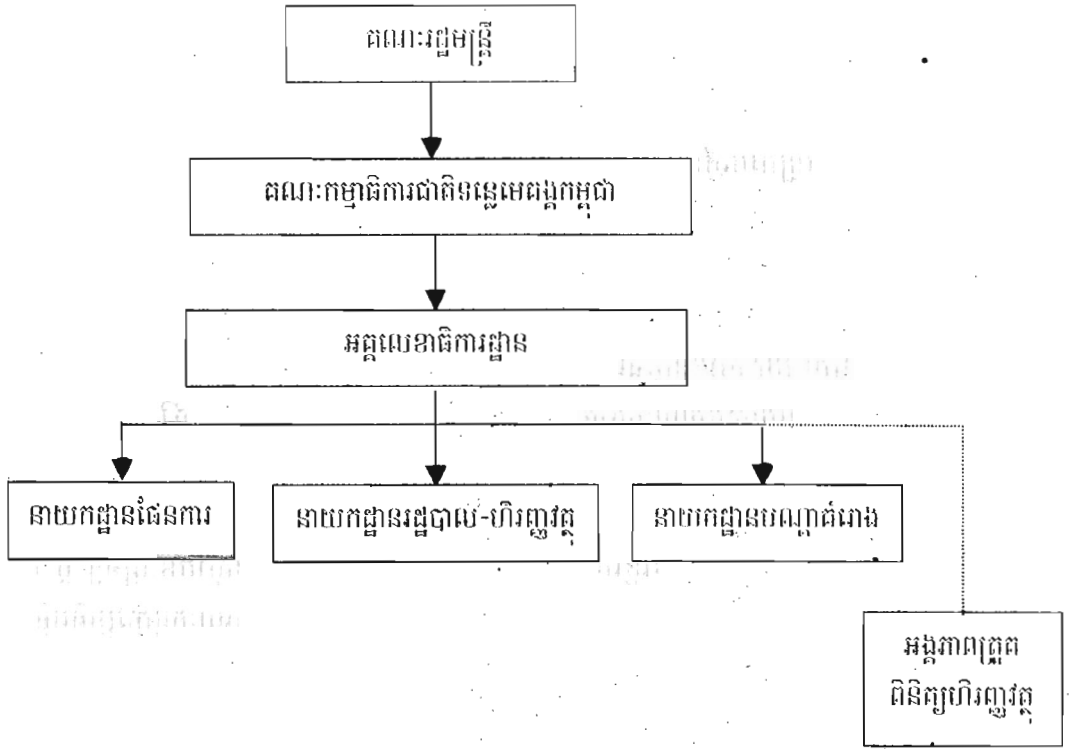 គណៈរដ្ឋមន្ត្រី
គណៈកម្មាធិការជាតិទន្លេមេគង្គកម្ពុជា
អគ្គលេខាធិការដ្ឋាន
នាយកដ្ឋានផែនការ
នាយកដ្ឋានរដ្ឋបាល-ហិរញ្ញវត្ថុ
នាយកដ្ឋានបណ្តាគំរោង
អង្គភាពត្រួត
ពិនិត្យហិរញ្ញវត្ថុ